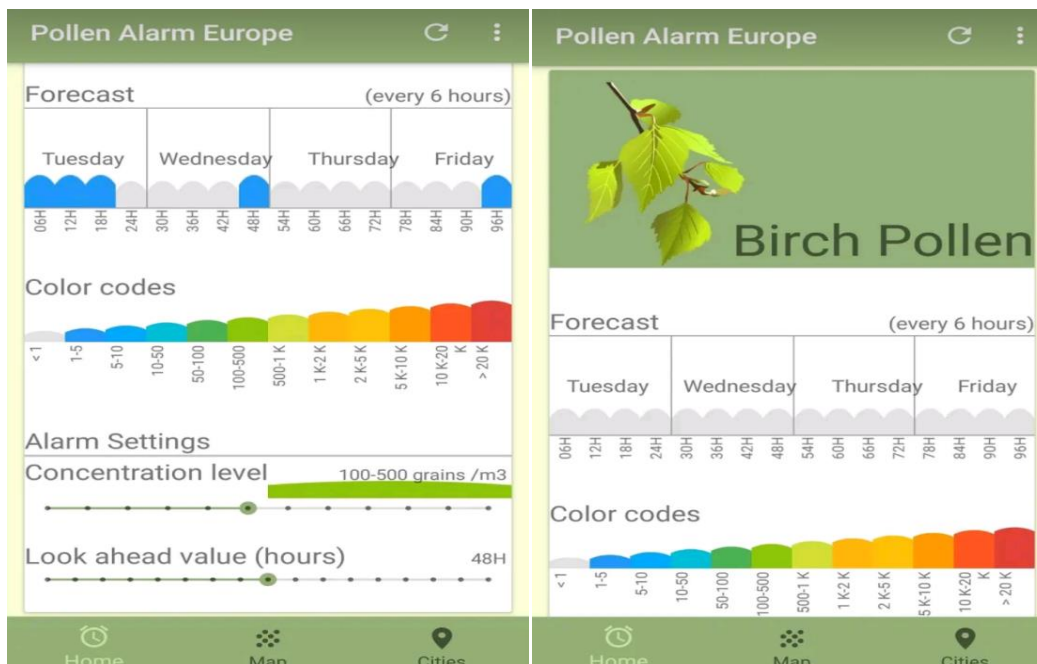 Pollen Alarm Europe
Forecast (every 6 hours)
Tuesday Wednesday Thursday Friday
06H 12H 18H 24H 30H 36H 42H 48H 54H 60H 66H 72H 78H 84H 90H 96H
Color codes
< 1 1-5 5-10 10-50 50-100 100-500 500-1 K 1 K-2 K 2 K-5 K 5 K-10 K 10 K-20 K > 20 K
Alarm Settings
Concentration level 100-500 grains /m3
Look ahead value (hours) 48H
Home Map Cities
Pollen Alarm Europe
Birch Pollen
Forecast (every 6 hours)
Tuesday Wednesday Thursday Friday
06H 12H 18H 24H 30H 36H 42H 48H 54H 60H 66H 72H 78H 84H 90H 96H
Color codes
< 1 1-5 5-10 10-50 50-100 100-500 500-1 K 1 K-2 K 2 K-5 K 5 K-10 K 10 K-20 K > 20 K
Home Map Cities